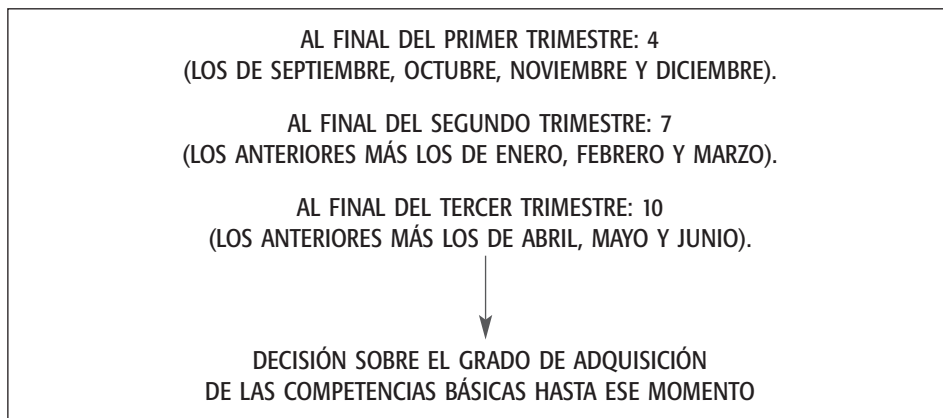 AL FINAL DEL PRIMER TRIMESTRE: 4
(LOS DE SEPTIEMBRE, OCTUBRE, NOVIEMBRE Y DICIEMBRE).
AL FINAL DEL SEGUNDO TRIMESTRE: 7
(LOS ANTERIORES MÁS LOS DE ENERO, FEBRERO Y MARZO).
AL FINAL DEL TERCER TRIMESTRE: 10
(LOS ANTERIORES MÁS LOS DE ABRIL, MAYO Y JUNIO).
DECISIÓN SOBRE EL GRADO DE ADQUISICIÓN
DE LAS COMPETENCIAS BÁSICAS HASTA ESE MOMENTO